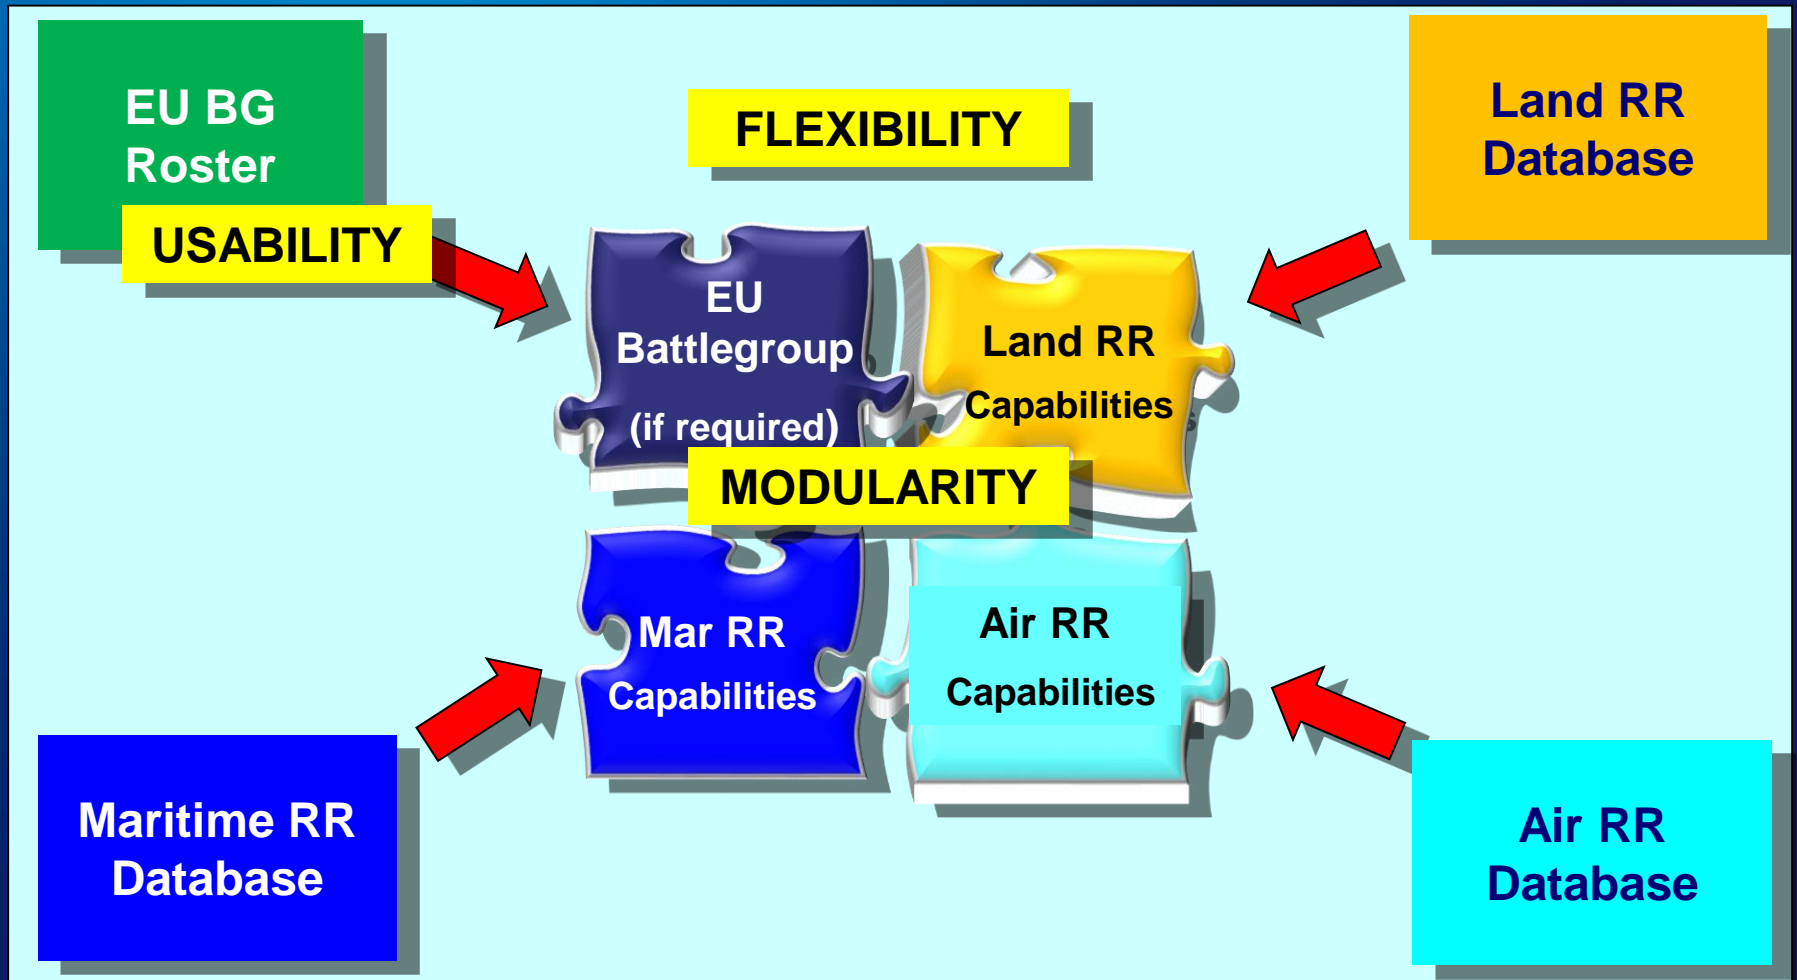 EU BG
Roster
FLEXIBILITY
Land RR
Database
USABILITY
EU
Battlegroup
(if required)
Land RR
Capabilities
MODULARITY
Mar RR
Capabilities
Air RR
Capabilities
Maritime RR
Database
Air RR
Database